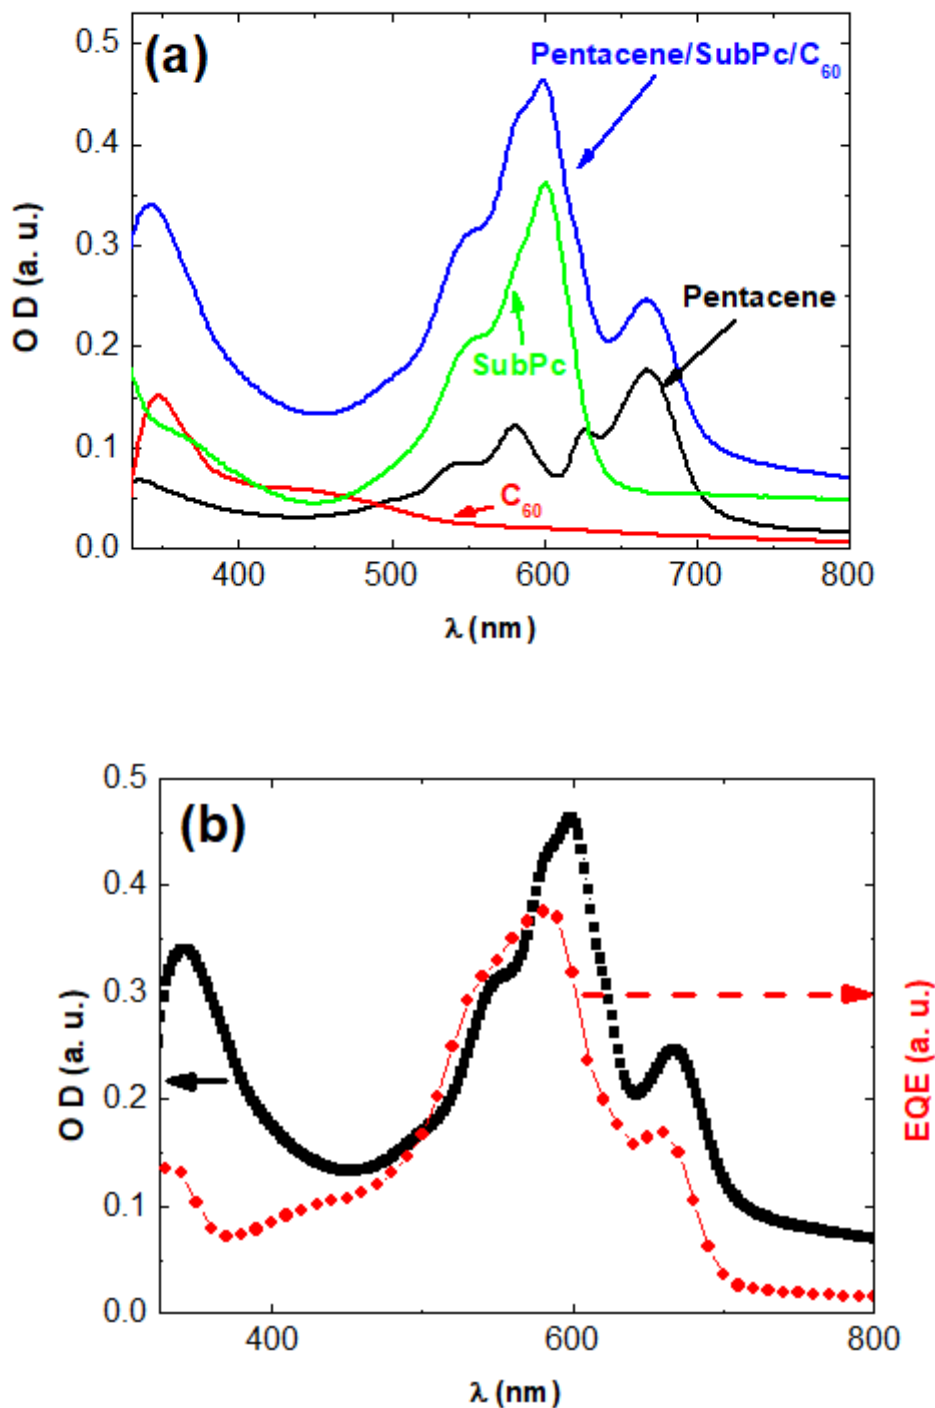 (a)
Pentacene/SubPc/C60
Pentacene
SubPc
C60
O D (a. u.)
0.5
0.4
0.3
0.2
0.1
0.0
400 500 600 700 800
λ (nm)
(b)
O D (a. u.)
EQE (a. u.)
0.5
0.4
0.3
0.2
0.1
0.0
400 600 800
λ (nm)